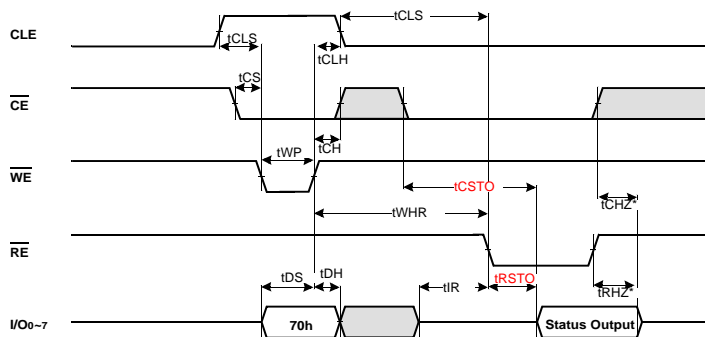 CLE
tCLS
tCLS
tCLH
tCS
CE
tCH
tWP
WE
tCSTO
tCHZ*
tWHR
RE
tDS
tDH
tIR
tRSTO
tRHZ*
I/O0~7
70h
Status Output